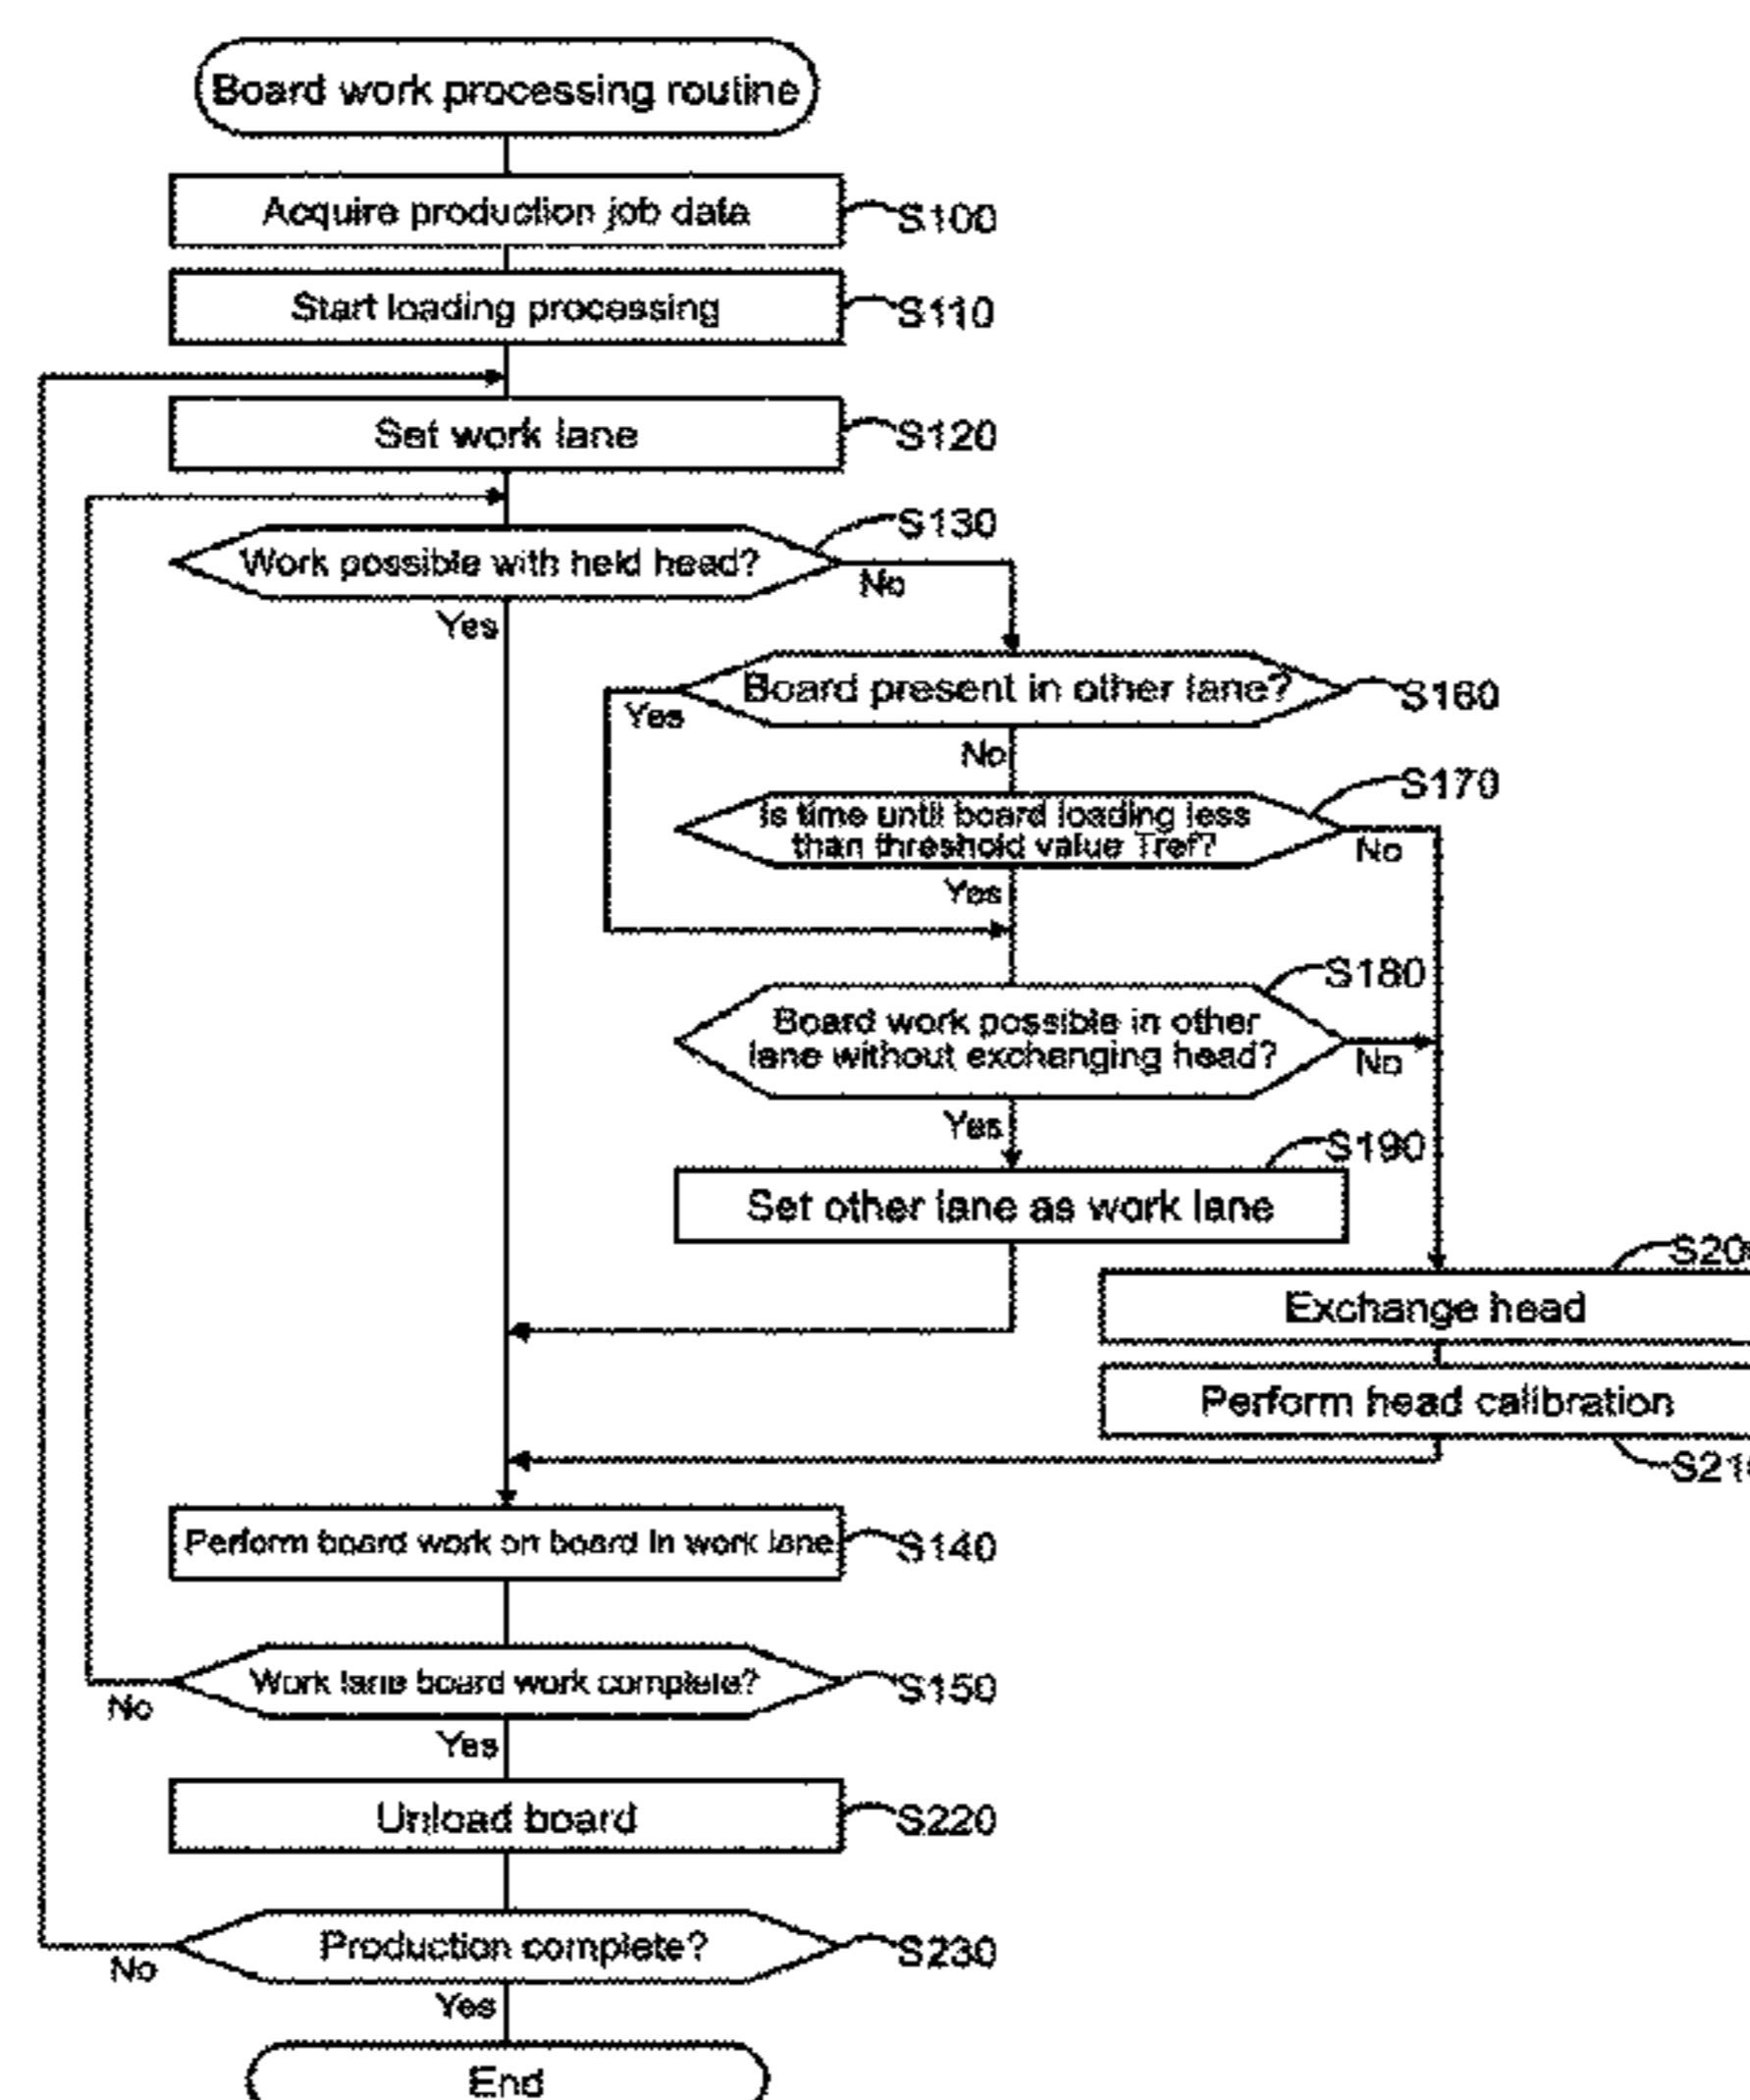 Board work processing routine
Acquire production job data
S100
Start loading processing
S110
Set work lane
S120
S130
Work possible with held head?
No
Yes
Board present in other lane?
S160
Yes
No
S170
Is time until board loading less
than threshold value Tref?
No
Yes
S180
Board work possible in other
lane without exchanging head?
No
Yes
S190
Set other lane as work lane
S20
Exchange head
Perform head calibration
S21
Perform board work on board in work lane
S140
Work lane board work complete?
S150
No
Yes
Unload board
S220
Production complete?
S230
No
Yes
End